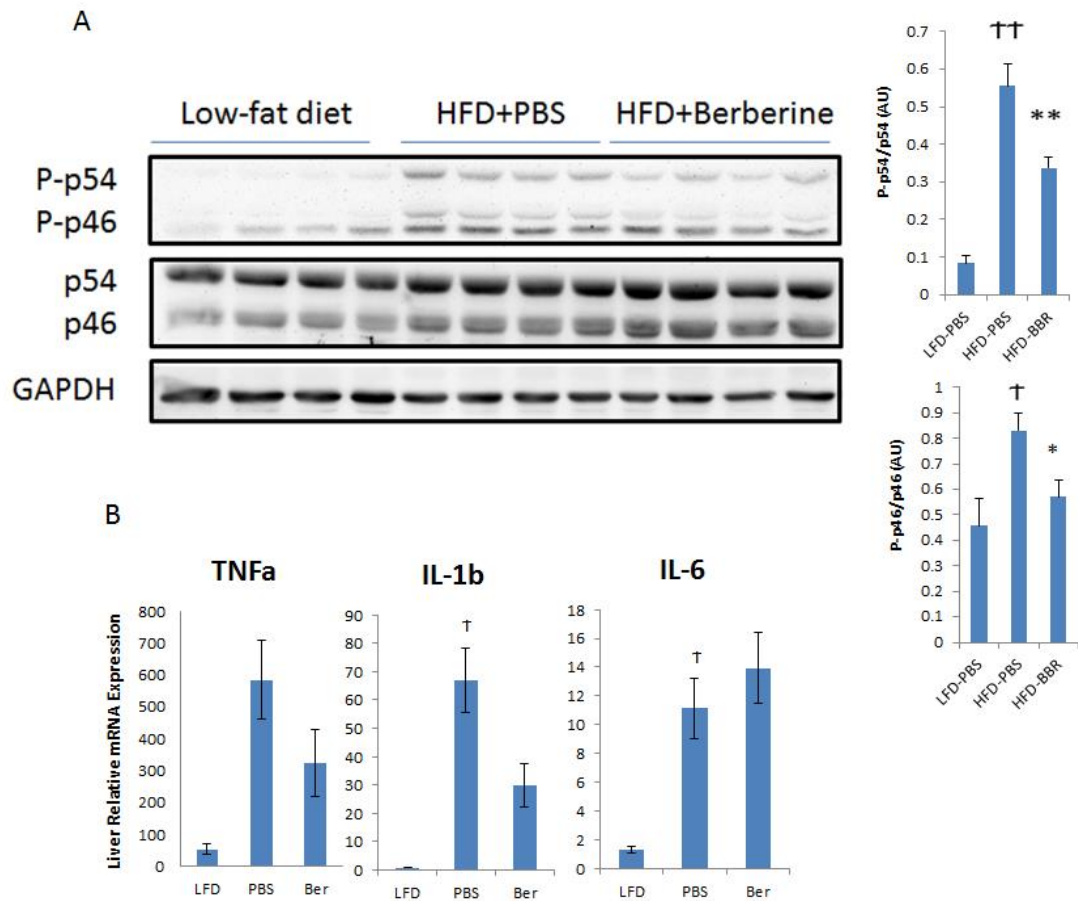 A
Low-fat diet HFD+PBS HFD+Berberine
P-p54
P-p46
p54
p46
GAPDH
P-p54/p54 (AU)
0.7
0.6
0.5
0.4
0.3
0.2
0.1
0
††
**
LFD-PBS HFD-PBS HFD-BBR
P-p46/p46 (AU)
1
0.9
0.8
0.7
0.6
0.5
0.4
0.3
0.2
0.1
0
†
*
LFD-PBS HFD-PBS HFD-BBR
B
Liver Relative mRNA Expression
TNFa
800
700
600
500
400
300
200
100
0
LFD PBS Ber
IL-1b
90
80
70
60
50
40
30
20
10
0
†
LFD PBS Ber
IL-6
18
16
14
12
10
8
6
4
2
0
†
LFD PBS Ber